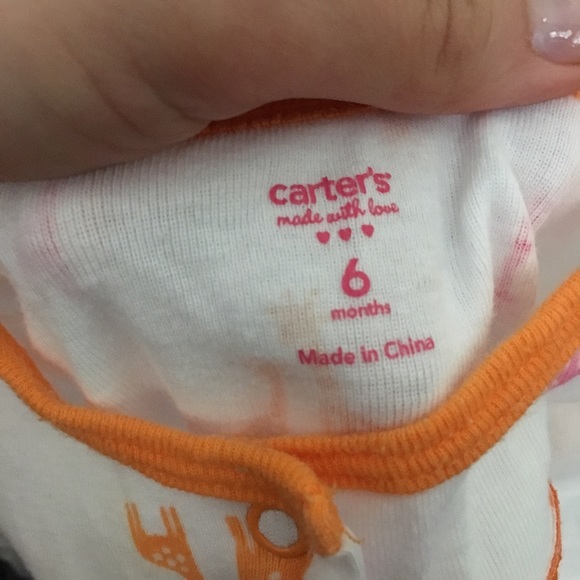 carter's
made with love
6
months
Made in China